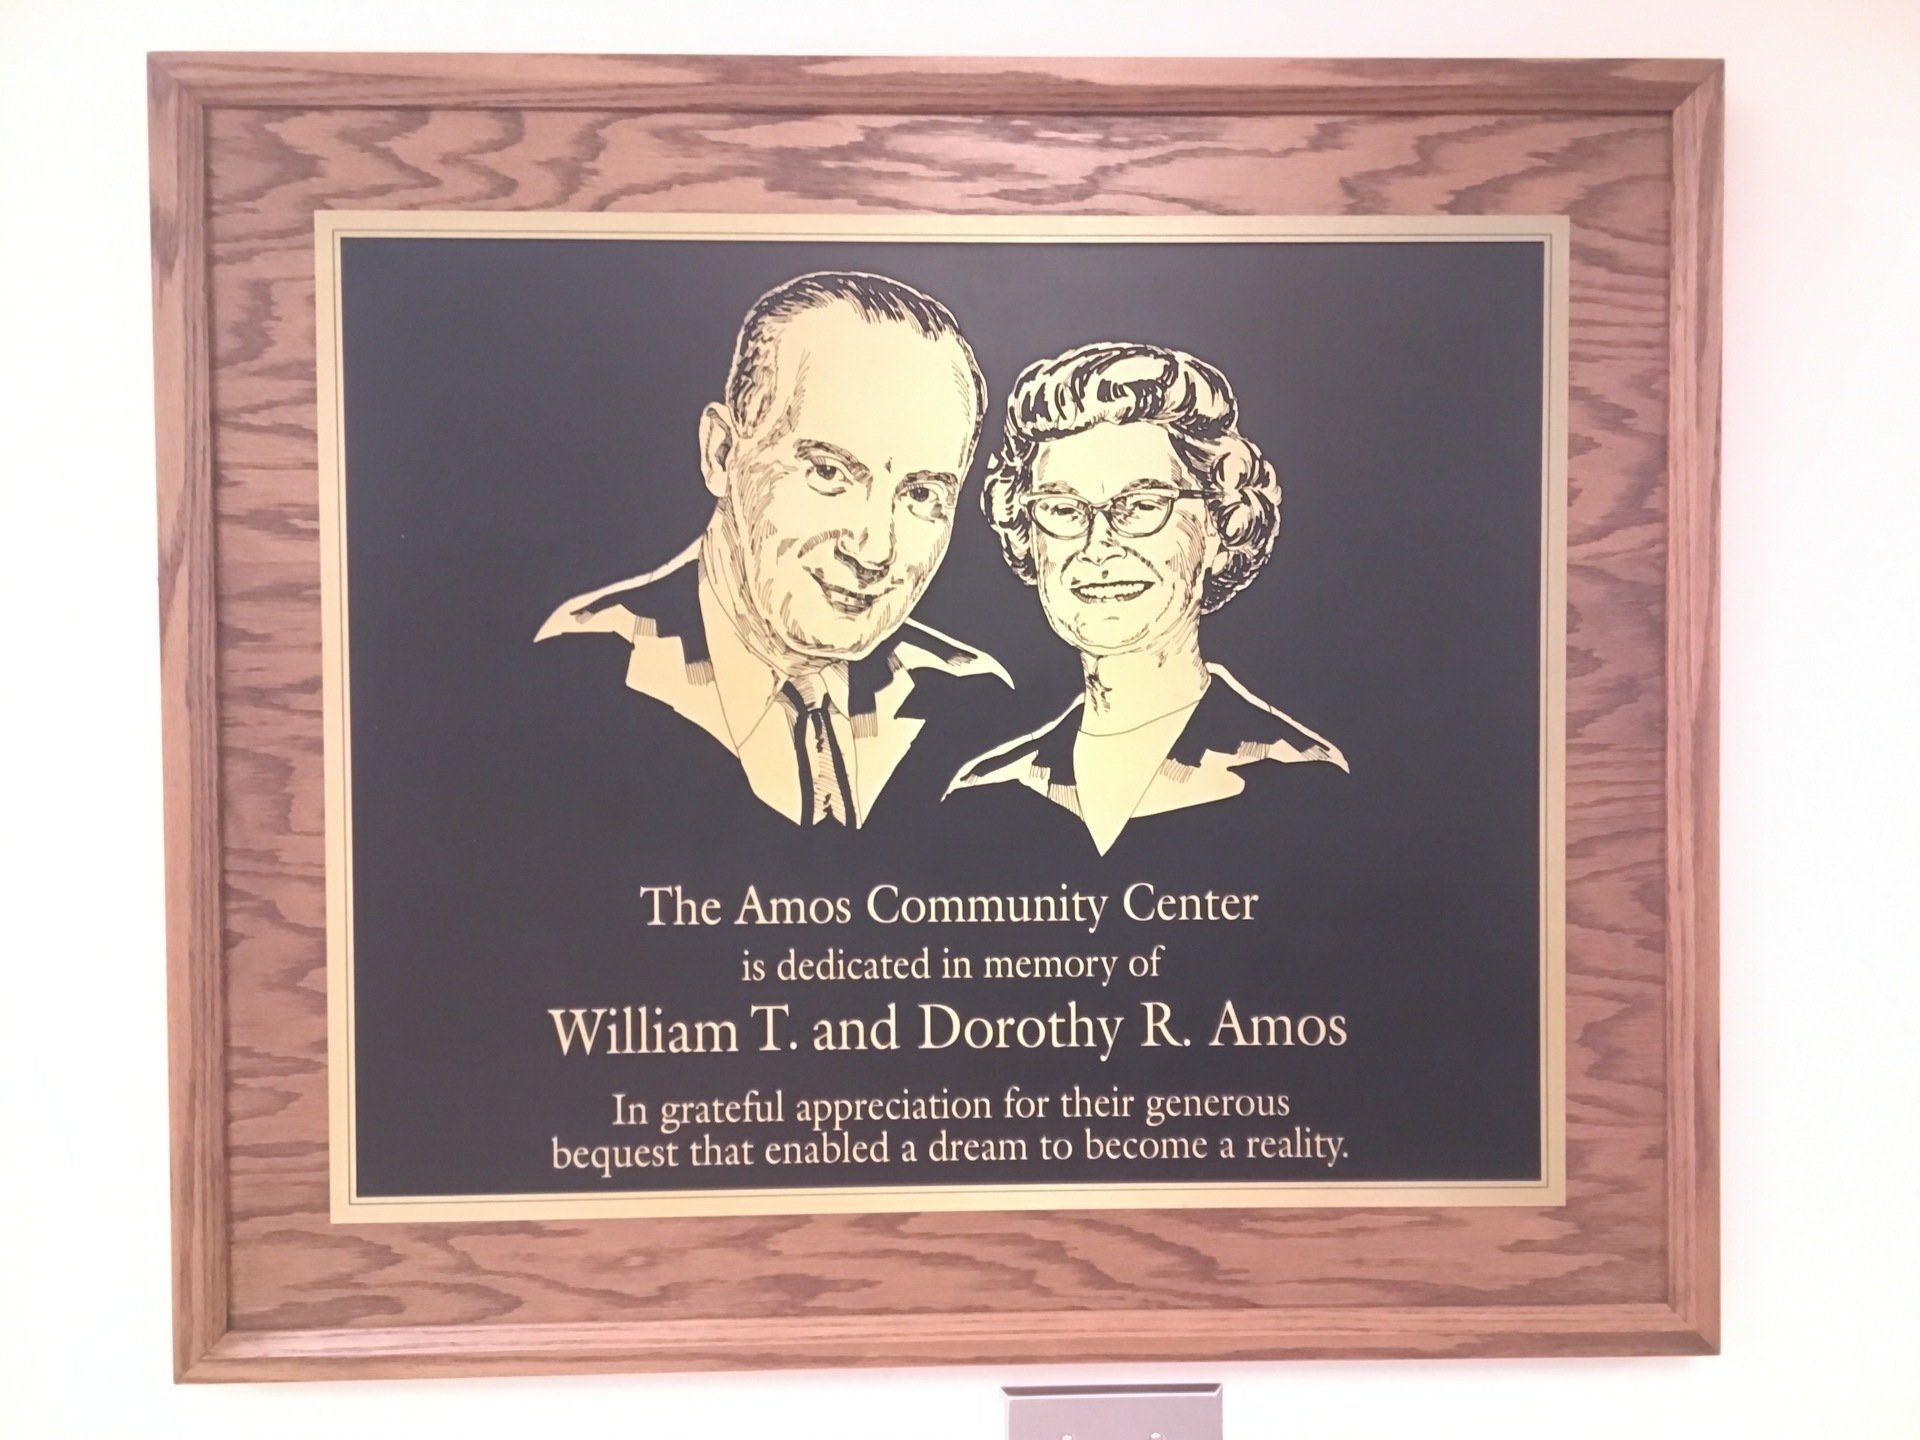 The Amos Community Center
is dedicated in memory of
William T. and Dorothy R. Amos
In grateful appreciation for their generous
bequest that enabled a dream to become a reality.